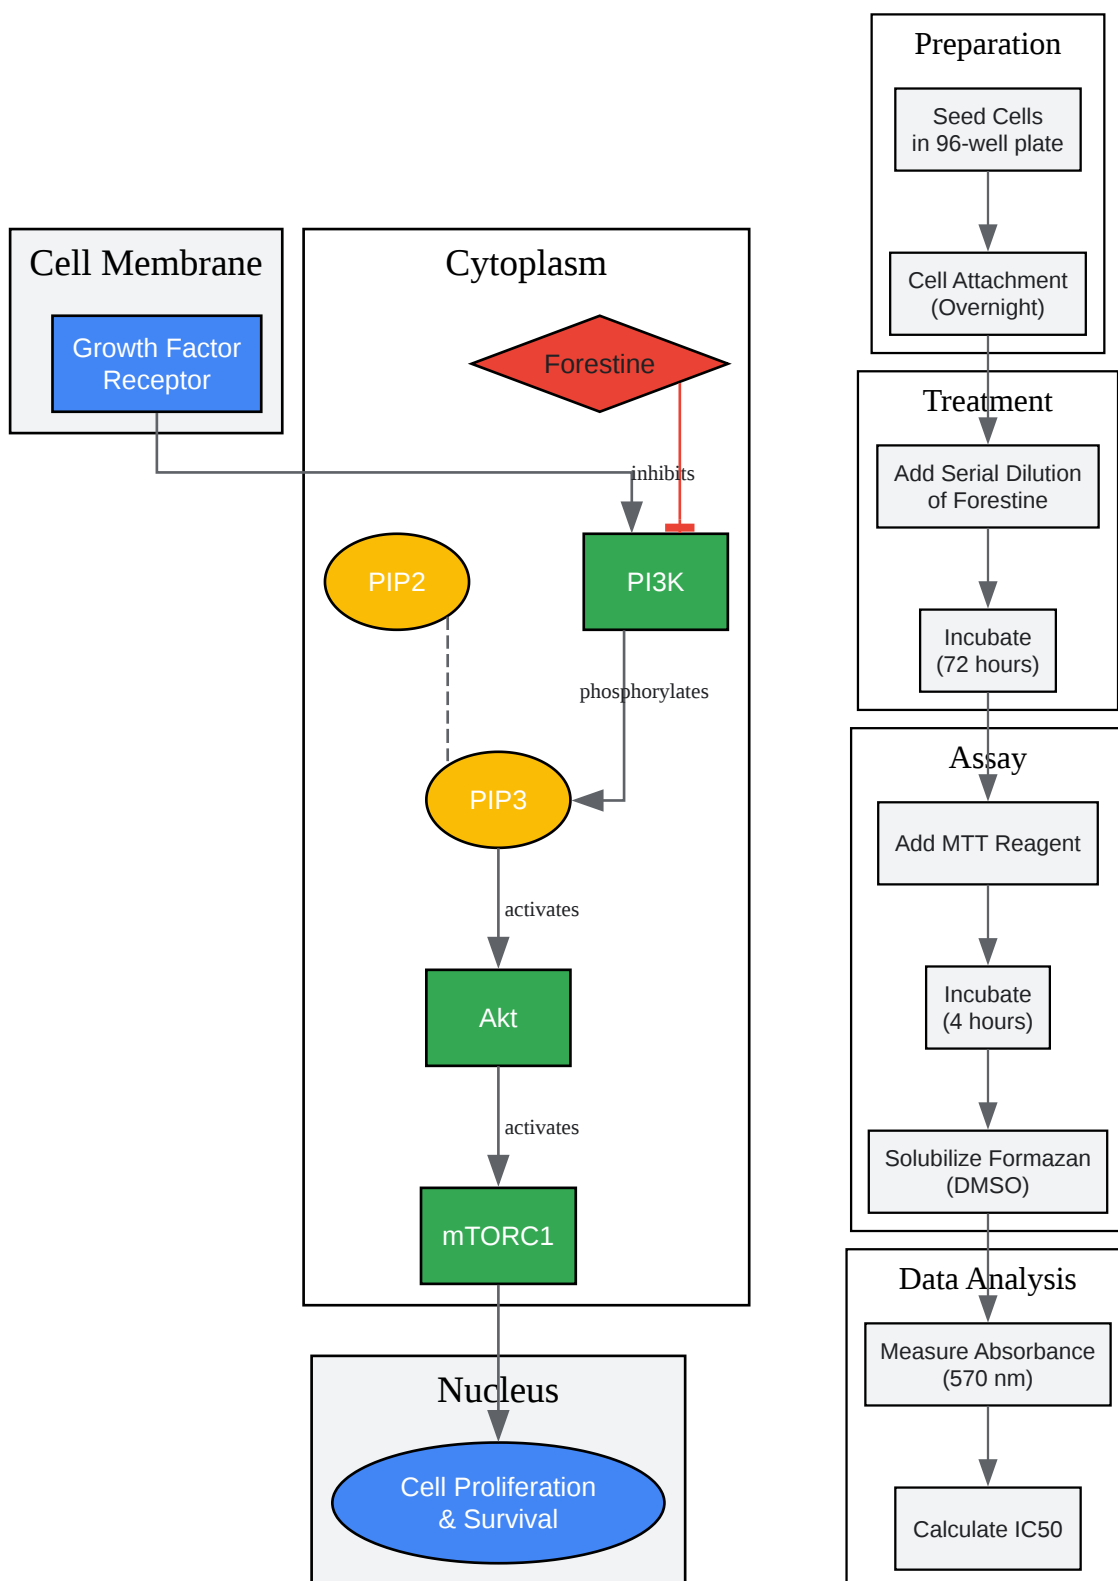 Cell Membrane
Growth Factor
Receptor
Cytoplasm
Forestine
inhibits
PIP2
PI3K
phosphorylates
PIP3
activates
Akt
activates
mTORC1
Nucleus
Cell Proliferation
& Survival
Preparation
Seed Cells
in 96-well plate
Cell Attachment
(Overnight)
Treatment
Add Serial Dilution
of Forestine
Incubate
(72 hours)
Assay
Add MTT Reagent
Incubate
(4 hours)
Solubilize Formazan
(DMSO)
Data Analysis
Measure Absorbance
(570 nm)
Calculate IC50